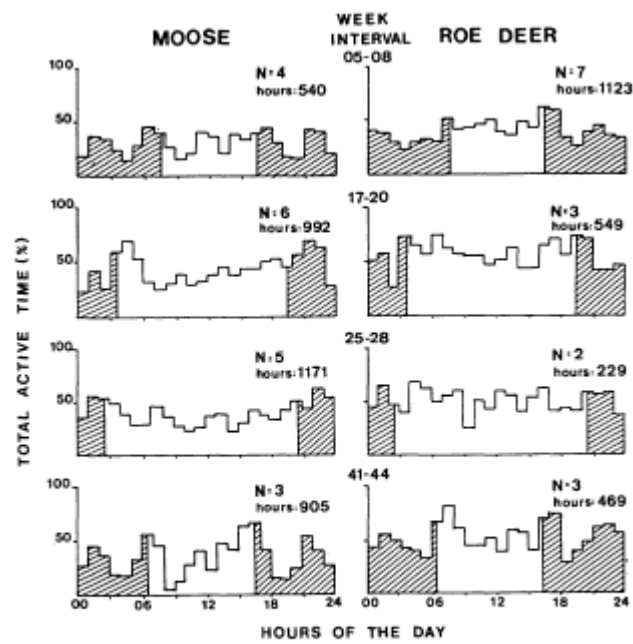 MOOSE
WEEK INTERVAL
ROE DEER
05-08
100
N=4
hours:540
N=7
hours:1123
50
17-20
100
N=6
hours:992
N=3
hours:549
50
25-28
100
N=5
hours:1171
N=2
hours:229
50
41-44
100
N=3
hours:905
N=3
hours:469
50
00 06 12 18 24
00 06 12 18 24
TOTAL ACTIVE TIME (%)
HOURS OF THE DAY